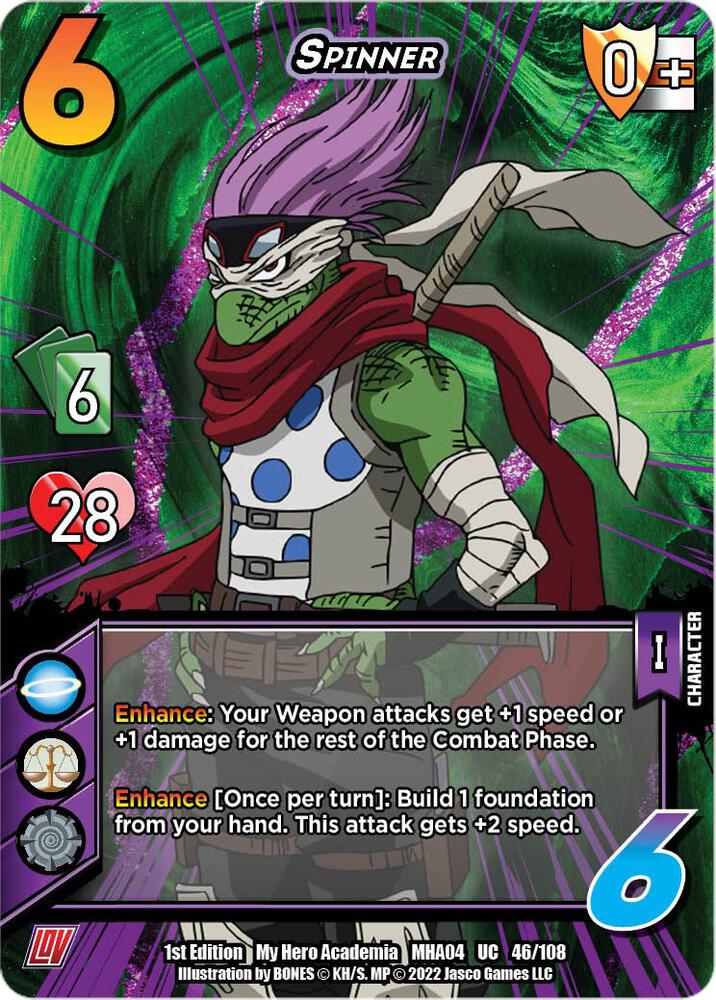 6
SPINNER
0 +
6
28
I
CHARACTER
Enhance: Your Weapon attacks get +1 speed or
+1 damage for the rest of the Combat Phase.
Enhance [Once per turn]: Build 1 foundation
from your hand. This attack gets +2 speed.
6
LOV
1st Edition My Hero Academia MHA04 UC 46/108
Illustration by BONES © KH/S. MP © 2022 Jasco Games LLC